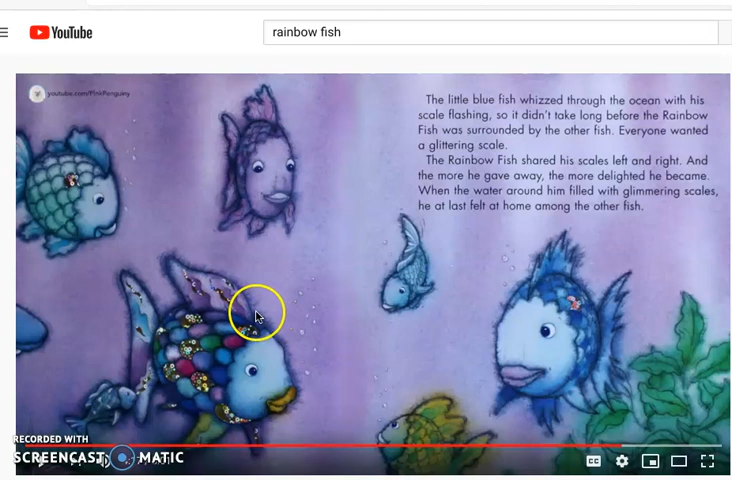 YouTube
rainbow fish
youtube.com/PinkPenguiny
The little blue fish whizzed through the ocean with his
scale flashing, so it didn't take long before the Rainbow
Fish was surrounded by the other fish. Everyone wanted
a glittering scale.
The Rainbow Fish shared his scales left and right. And
the more he gave away, the more delighted he became.
When the water around him filled with glimmering scales,
he at last felt at home among the other fish.
RECORDED WITH
SCREENCAST MATIC
CC